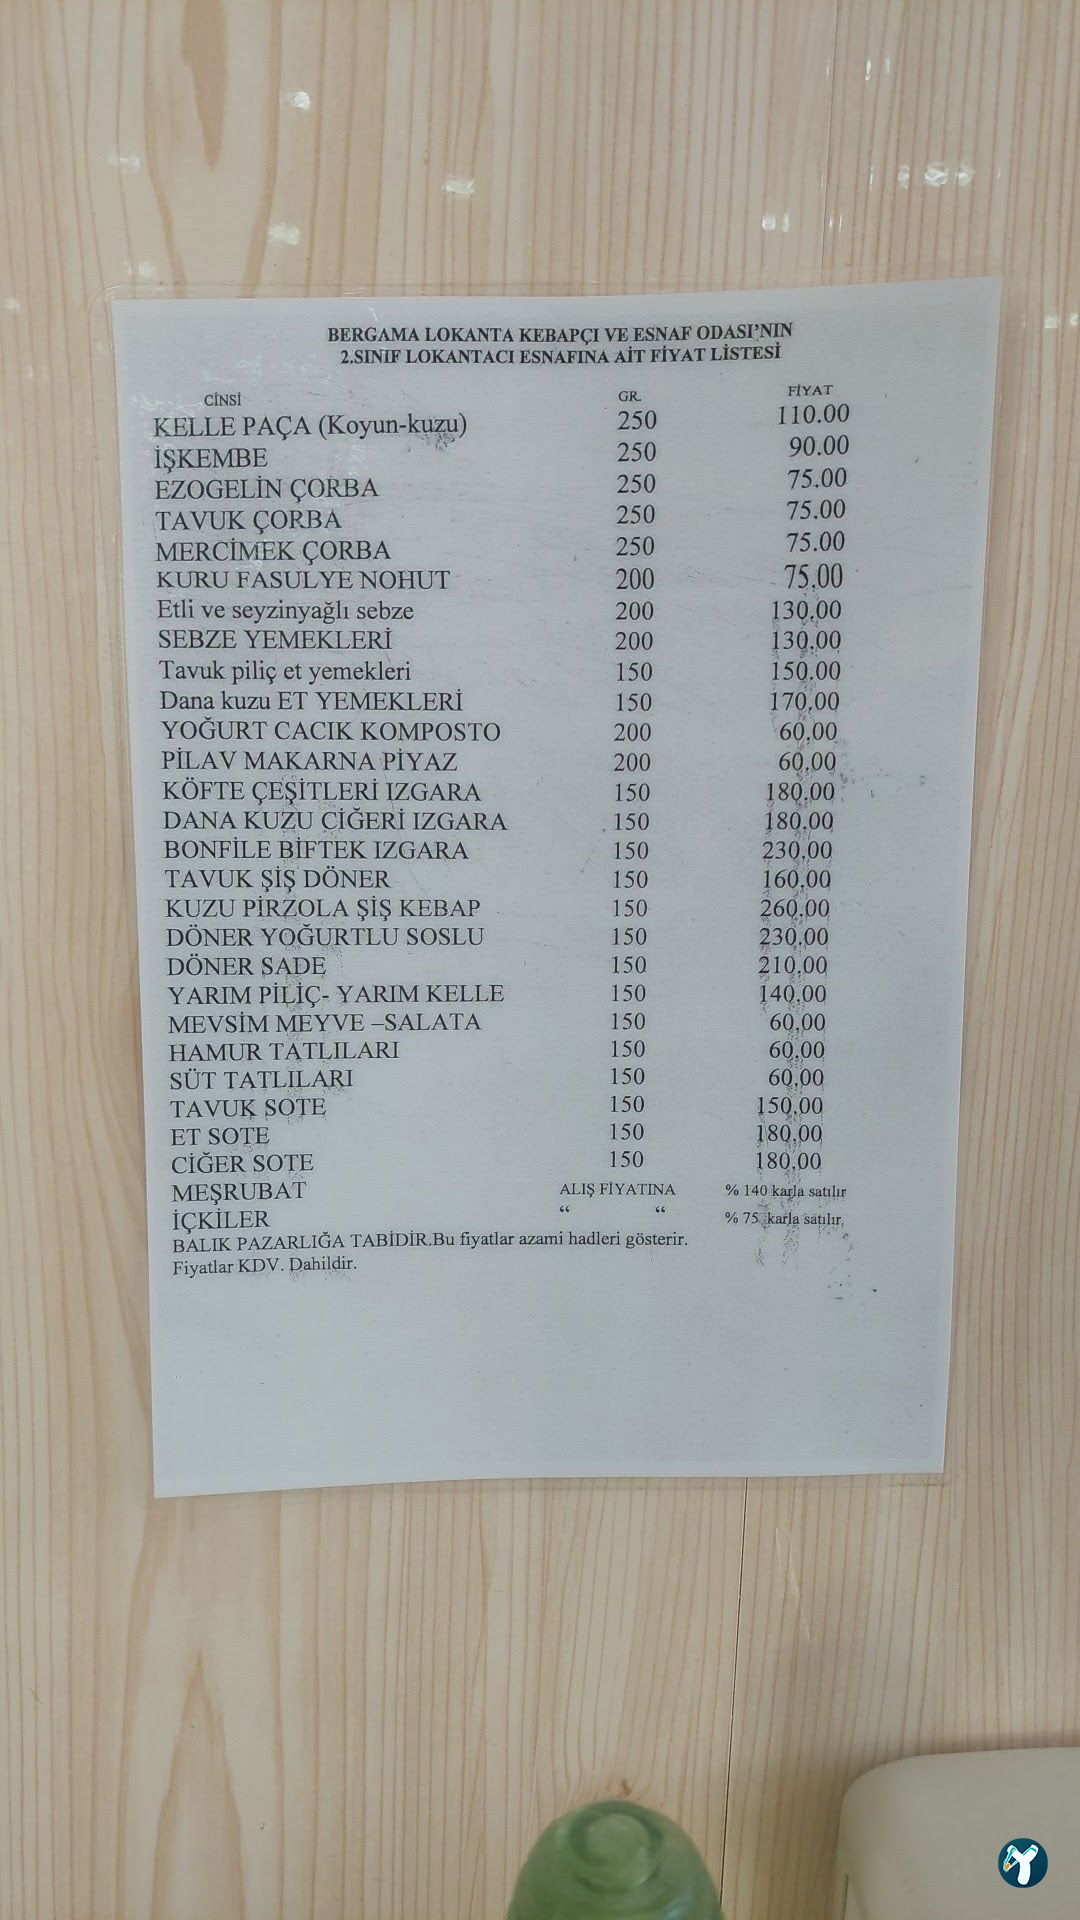 BERGAMA LOKANTA KEBAPÇI VE ESNAF ODASI'NIN
2.SINIF LOKANTACI ESNAFINA AİT FİYAT LİSTESİ
CİNSİ GR. FİYAT
KELLE PAÇA (Koyun-kuzu) 250 110.00
İŞKEMBE 250 90.00
EZOGELİN ÇORBA 250 75.00
TAVUK ÇORBA 250 75.00
MERCİMEK ÇORBA 250 75.00
KURU FASULYE NOHUT 200 75,00
Etli ve seyzinyağlı sebze 200 130,00
SEBZE YEMEKLERİ 200 130,00
Tavuk piliç et yemekleri 150 150.00
Dana kuzu ET YEMEKLERİ 150 170,00
YOĞURT CACIK KOMPOSTO 200 60,00
PİLAV MAKARNA PİYAZ 200 60,00
KÖFTE ÇEŞİTLERİ IZGARA 150 180,00
DANA KUZU CİĞERİ IZGARA 150 180,00
BONFİLE BİFTEK IZGARA 150 230,00
TAVUK ŞİŞ DÖNER 150 160,00
KUZU PİRZOLA ŞİŞ KEBAP 150 260,00
DÖNER YOĞURTLU SOSLU 150 230,00
DÖNER SADE 150 210,00
YARIM PİLİÇ- YARIM KELLE 150 140,00
MEVSİM MEYVE –SALATA 150 60,00
HAMUR TATLILARI 150 60,00
SÜT TATLILARI 150 60,00
TAVUK SOTE 150 150,00
ET SOTE 150 180,00
CİĞER SOTE 150 180,00
MEŞRUBAT ALIŞ FİYATINA % 140 karla satılır
İÇKİLER “ “ % 75 karla satılır,
BALIK PAZARLIĞA TABİDİR.Bu fiyatlar azami hadleri gösterir.
Fiyatlar KDV. Dahildir.